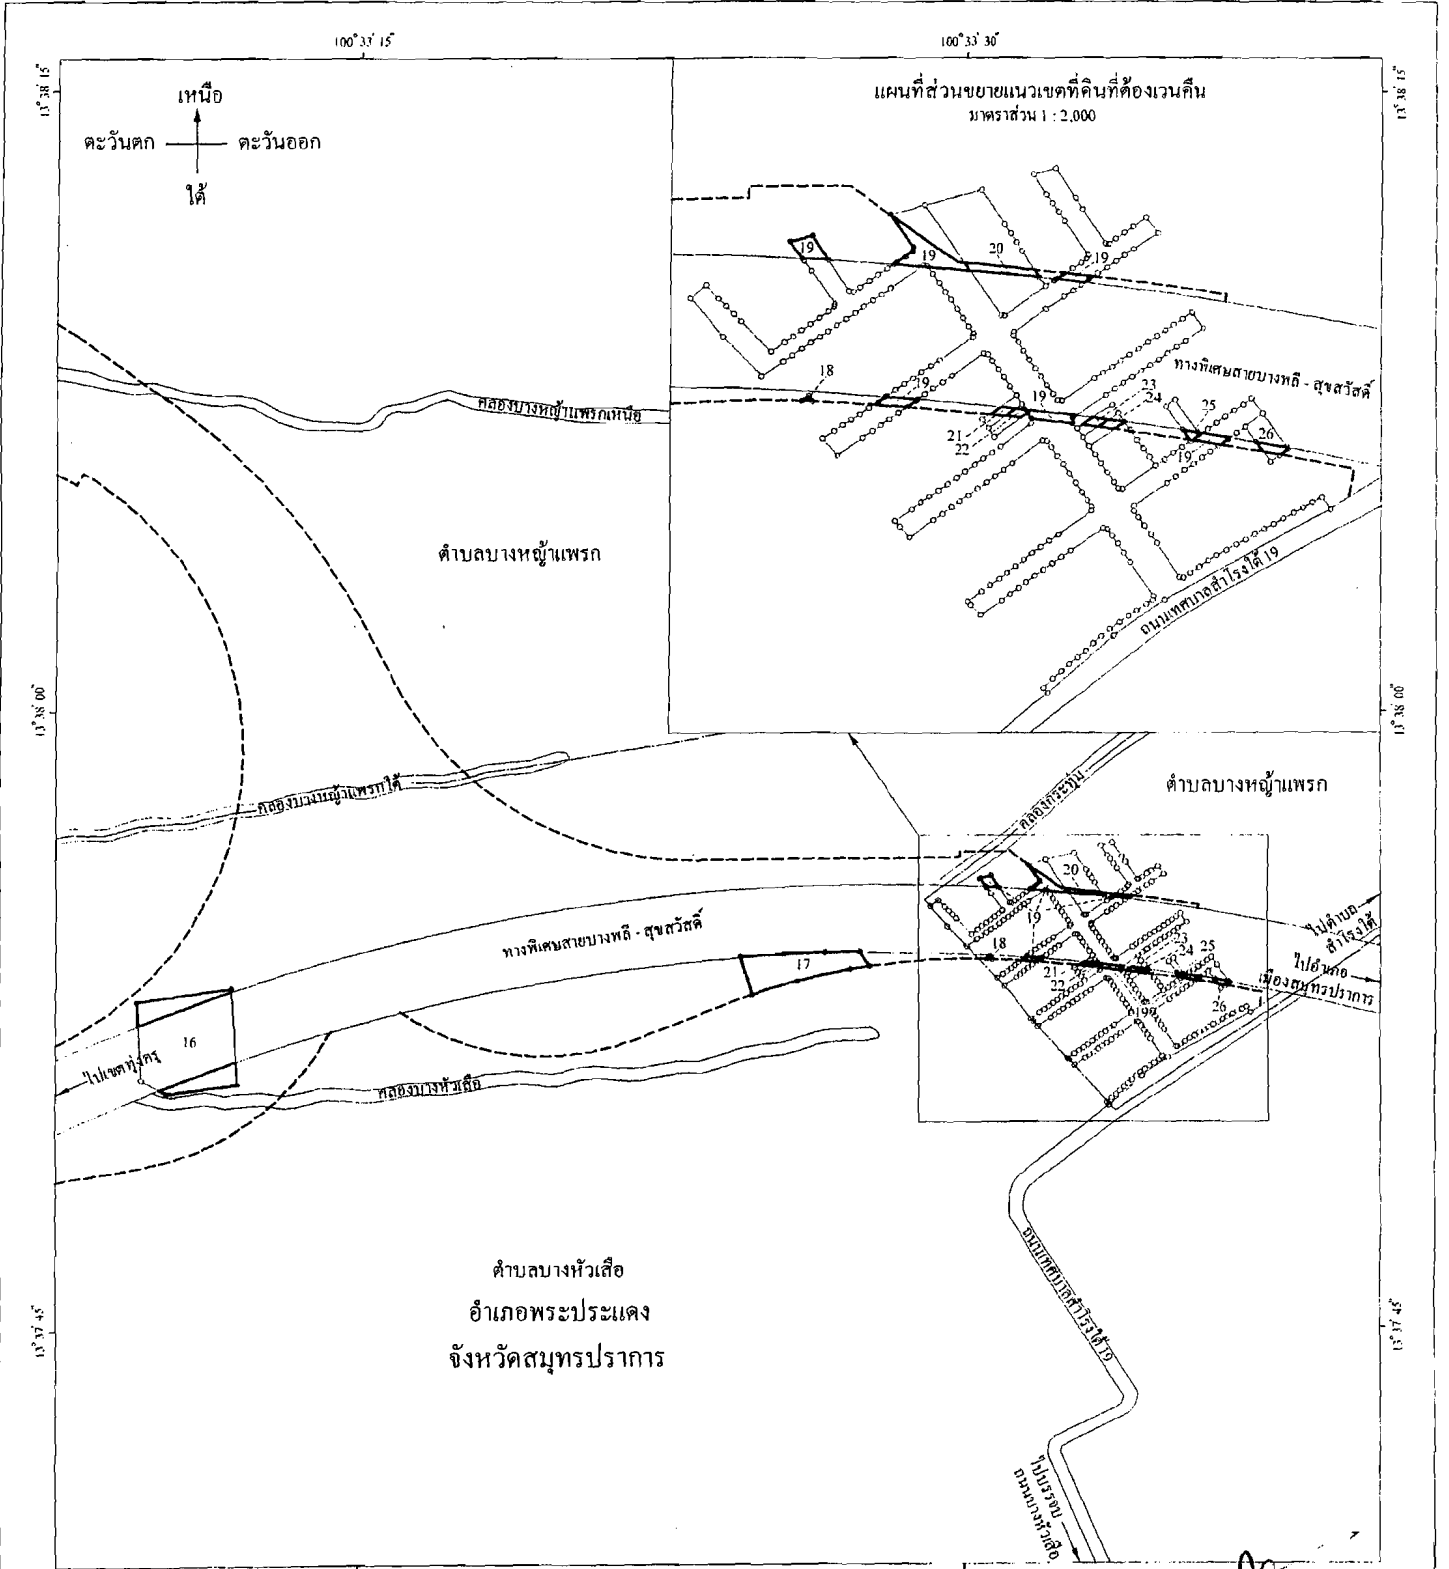 100° 33' 15"
100° 33' 30"
13° 38' 15"
13° 38' 15"
เหนือ
ตะวันตก
ตะวันออก
ใต้
แผนที่ส่วนขยายแนวเขตที่ดินที่ต้องเวนคืน
มาตราส่วน 1 : 2,000
19
19
20
19
ทางพิเศษสายบางพลี - สุขสวัสดิ์
18
19
19
23
24
25
26
21
22
19
ถนนเทศบาลสำโรงใต้ 19
คลองบางหญ้าแพรกเหนือ
ตำบลบางหญ้าแพรก
13° 38' 00"
13° 38' 00"
คลองบางหญ้าแพรกใต้
คลองกระทุ่ม
ตำบลบางหญ้าแพรก
20
19
18
23
24
25
21
22
19
26
ไปตำบล
สำโรงใต้
ไปอำเภอ
เมืองสมุทรปราการ
ทางพิเศษสายบางพลี - สุขสวัสดิ์
17
16
ไปเขตทุ่งครุ
คลองบางหัวเสือ
ตำบลบางหัวเสือ
อำเภอพระประแดง
จังหวัดสมุทรปราการ
13° 37' 45"
13° 37' 45"
ถนนเทศบาลสำโรงใต้ 19
ไปบรรจบ
ถนนบางหัวเสือ